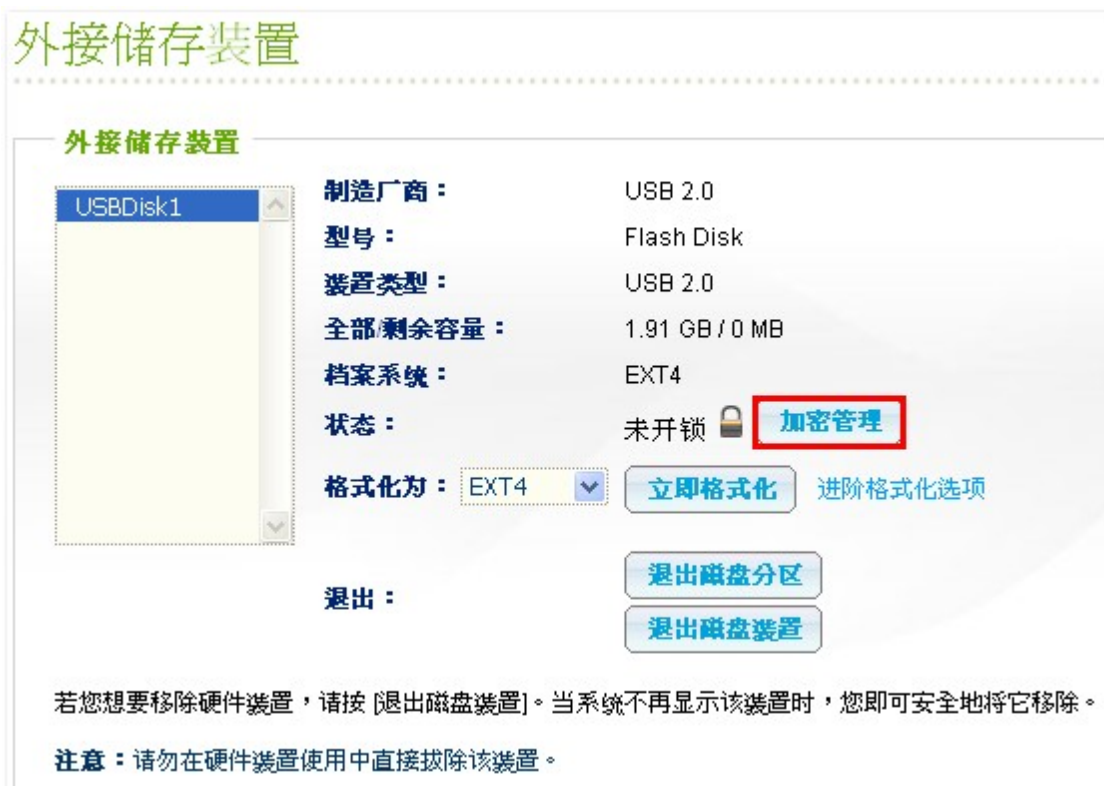 外接储存装置
外接储存装置
USBDisk1
制造厂商： USB 2.0
型号： Flash Disk
装置类型： USB 2.0
全部/剩余容量： 1.91 GB / 0 MB
档案系统： EXT4
状态： 未开锁 加密管理
格式化为： EXT4 立即格式化 进阶格式化选项
退出： 退出磁盘分区
退出磁盘装置
若您想要移除硬件装置，请按 [退出磁盘装置]。当系统不再显示该装置时，您即可安全地将它移除。
注意：请勿在硬件装置使用中直接拔除该装置。